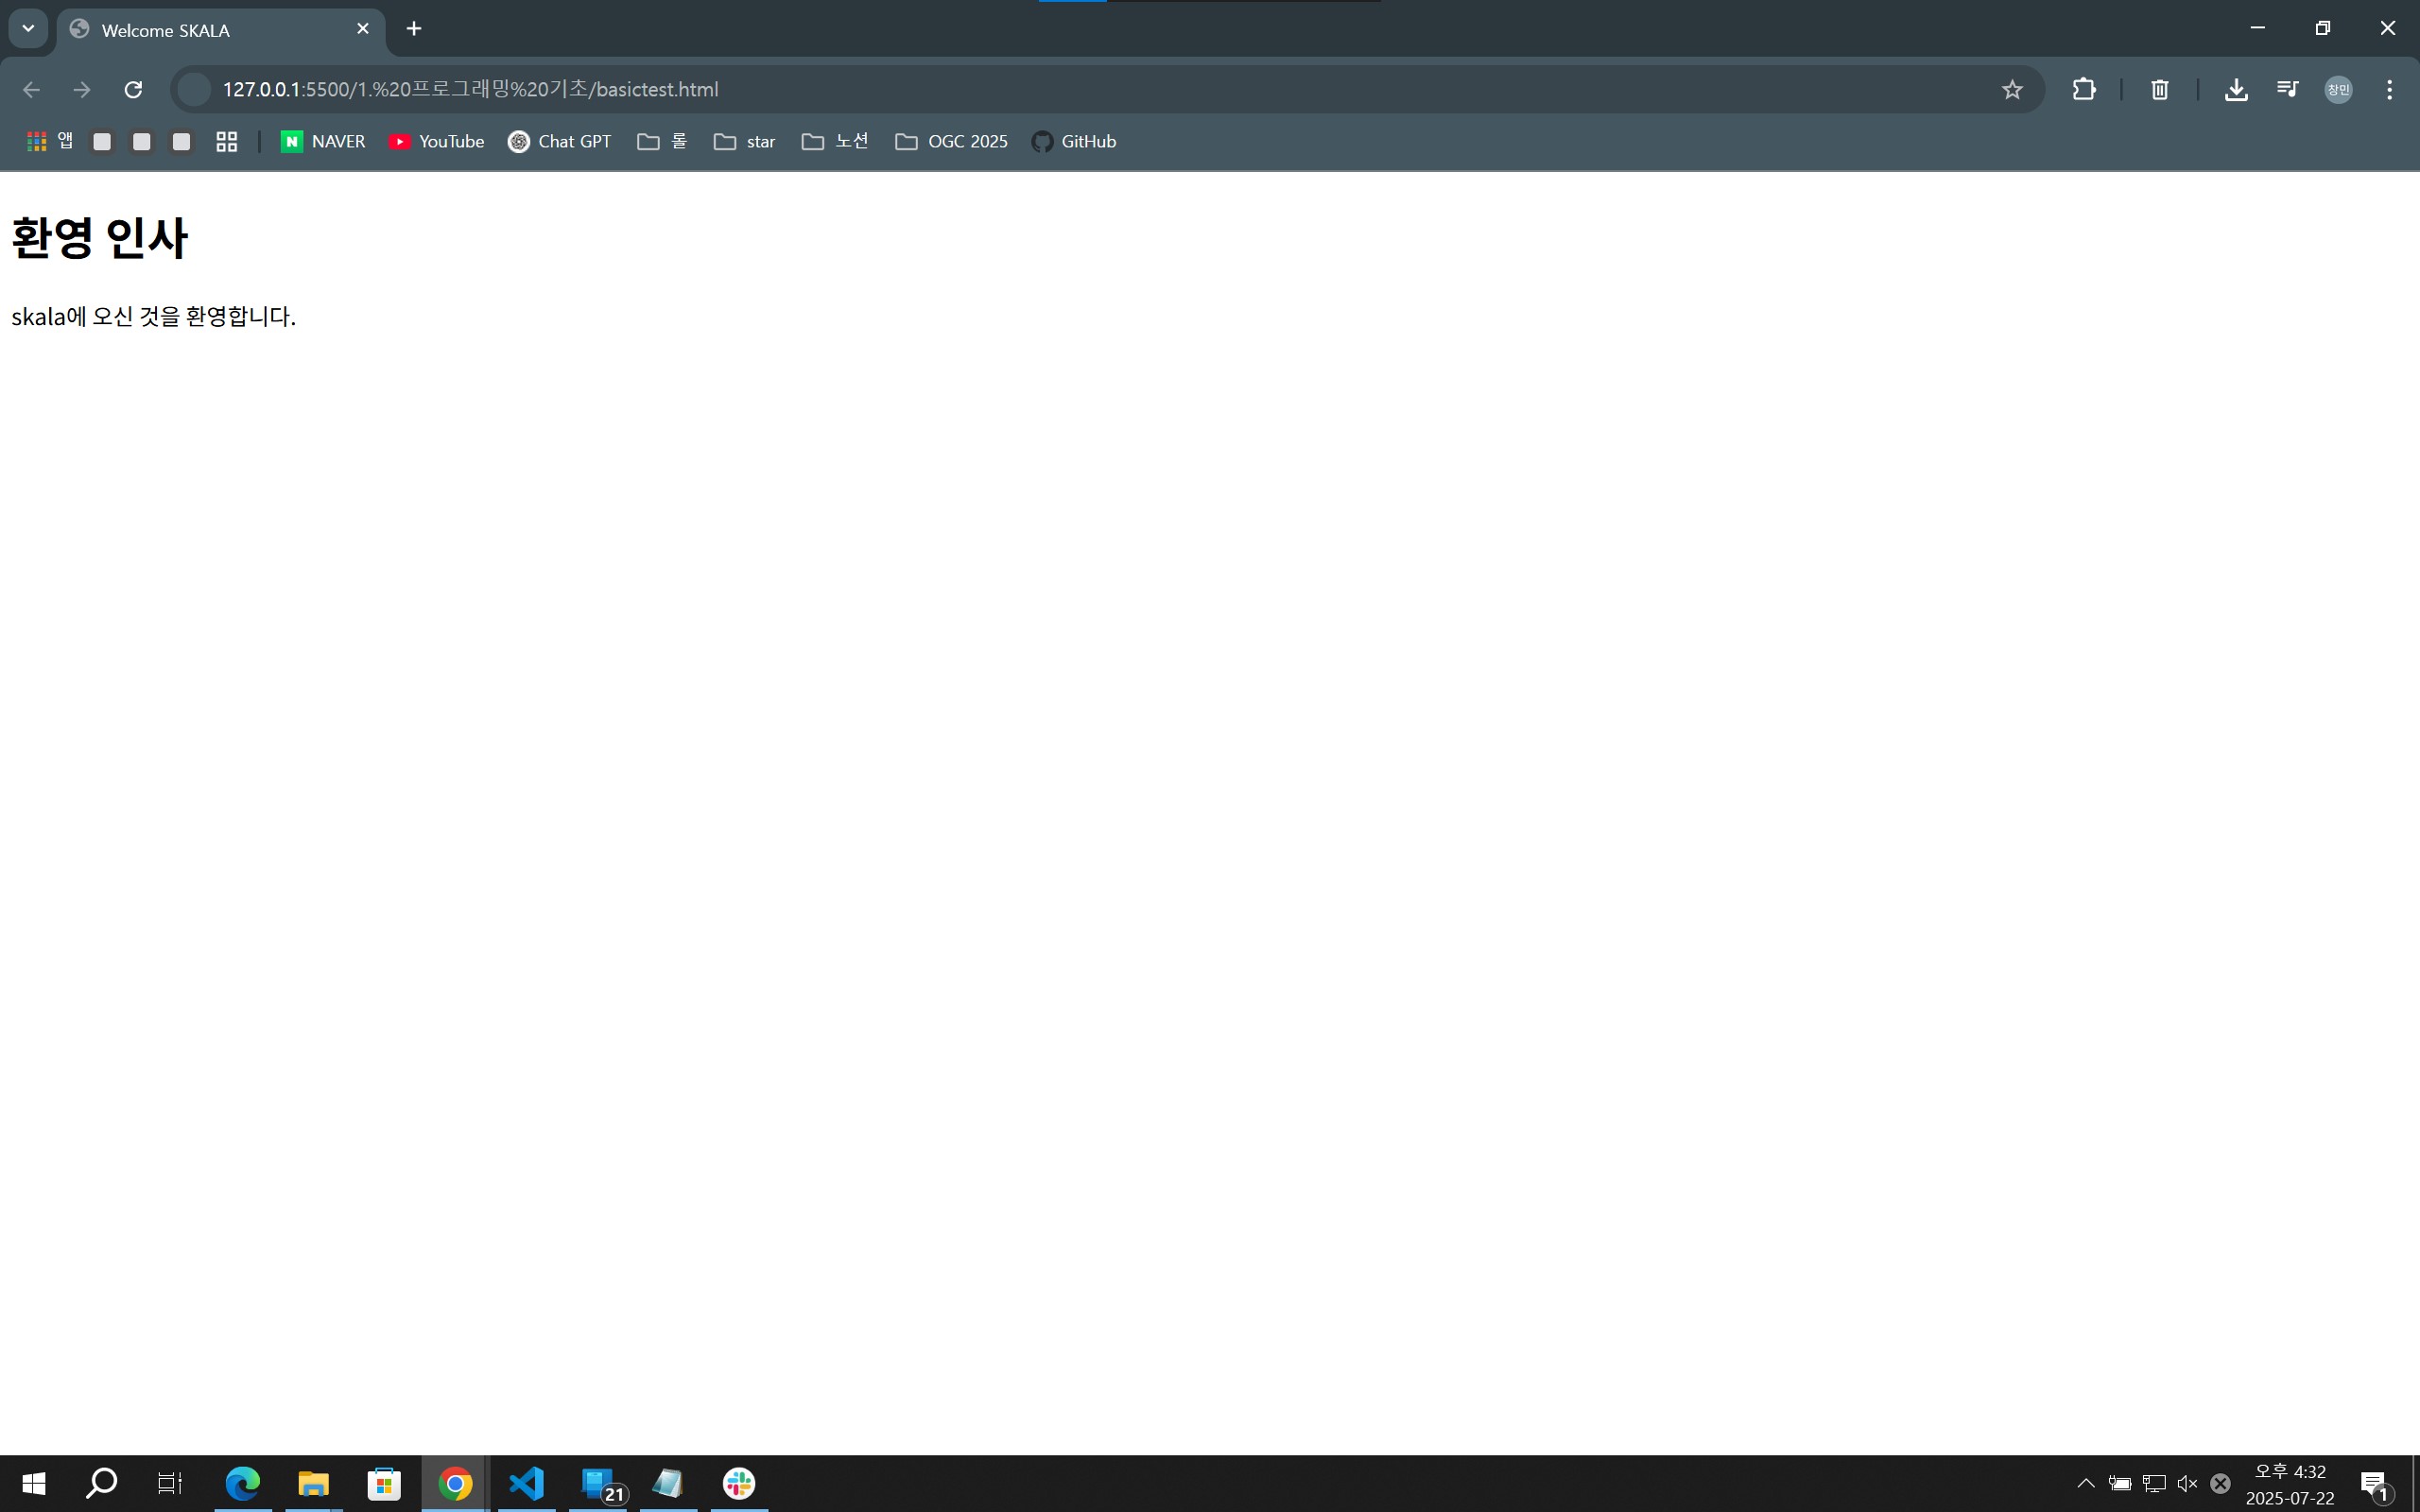 Welcome SKALA
127.0.0.1:5500/1.%20프로그래밍%20기초/basictest.html
창민
앱 NAVER YouTube Chat GPT 롤 star 노션 OGC 2025 GitHub
환영 인사
skala에 오신 것을 환영합니다.
21
오후 4:32
2025-07-22
1